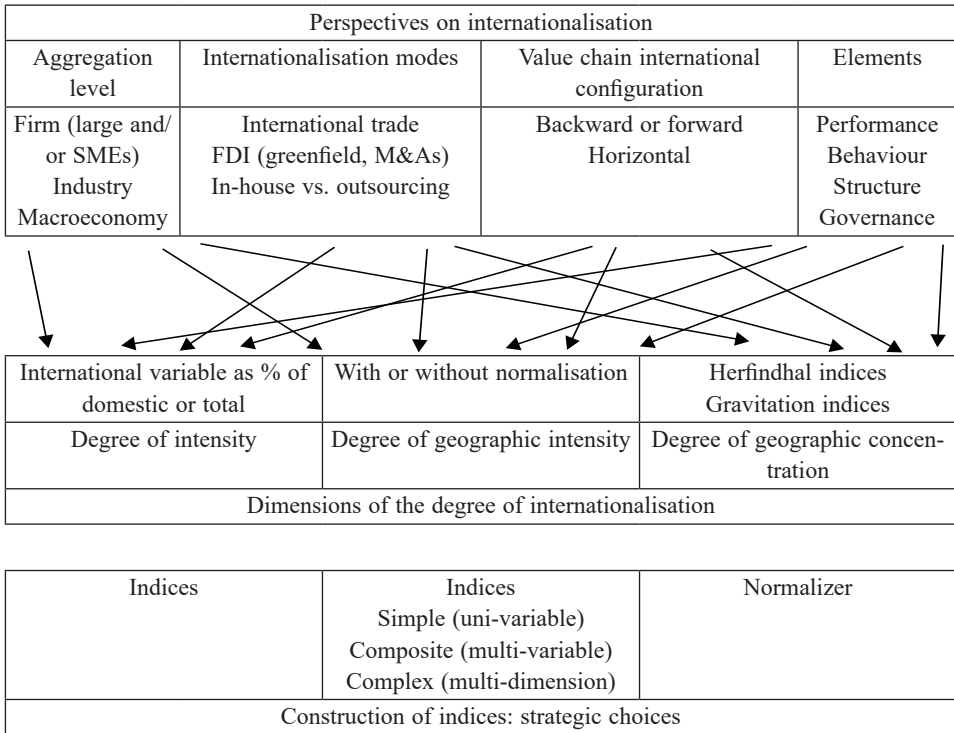 Perspectives on internationalisation
Aggregation
level
Internationalisation modes
Value chain international
configuration
Elements
Firm (large and/
or SMEs)
Industry
Macroeconomy
International trade
FDI (greenfield, M&As)
In-house vs. outsourcing
Backward or forward
Horizontal
Performance
Behaviour
Structure
Governance
International variable as % of
domestic or total
With or without normalisation
Herfindhal indices
Gravitation indices
Degree of intensity
Degree of geographic intensity
Degree of geographic concen-
tration
Dimensions of the degree of internationalisation
Indices
Indices
Simple (uni-variable)
Composite (multi-variable)
Complex (multi-dimension)
Normalizer
Construction of indices: strategic choices